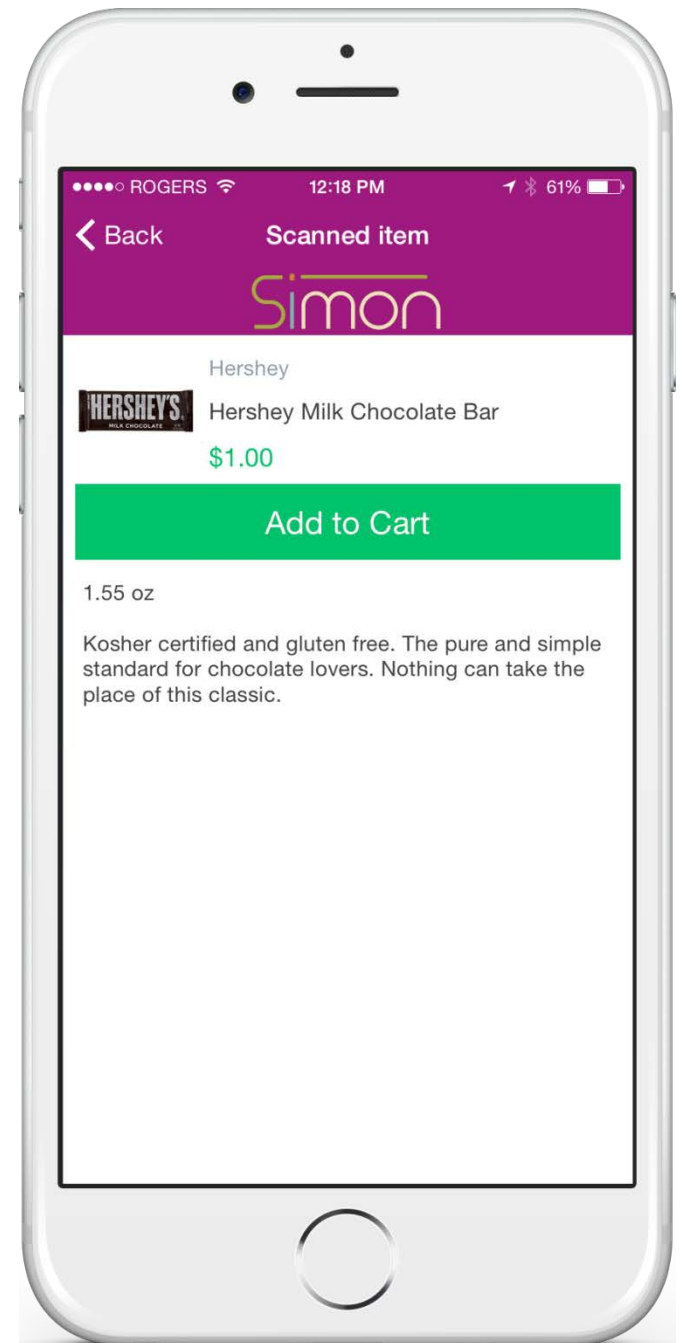 ROGERS 12:18 PM 61%
Back Scanned item
Simon
Hershey
HERSHEY'S
MILK CHOCOLATE
Hershey Milk Chocolate Bar
$1.00
Add to Cart
1.55 oz
Kosher certified and gluten free. The pure and simple
standard for chocolate lovers. Nothing can take the
place of this classic.